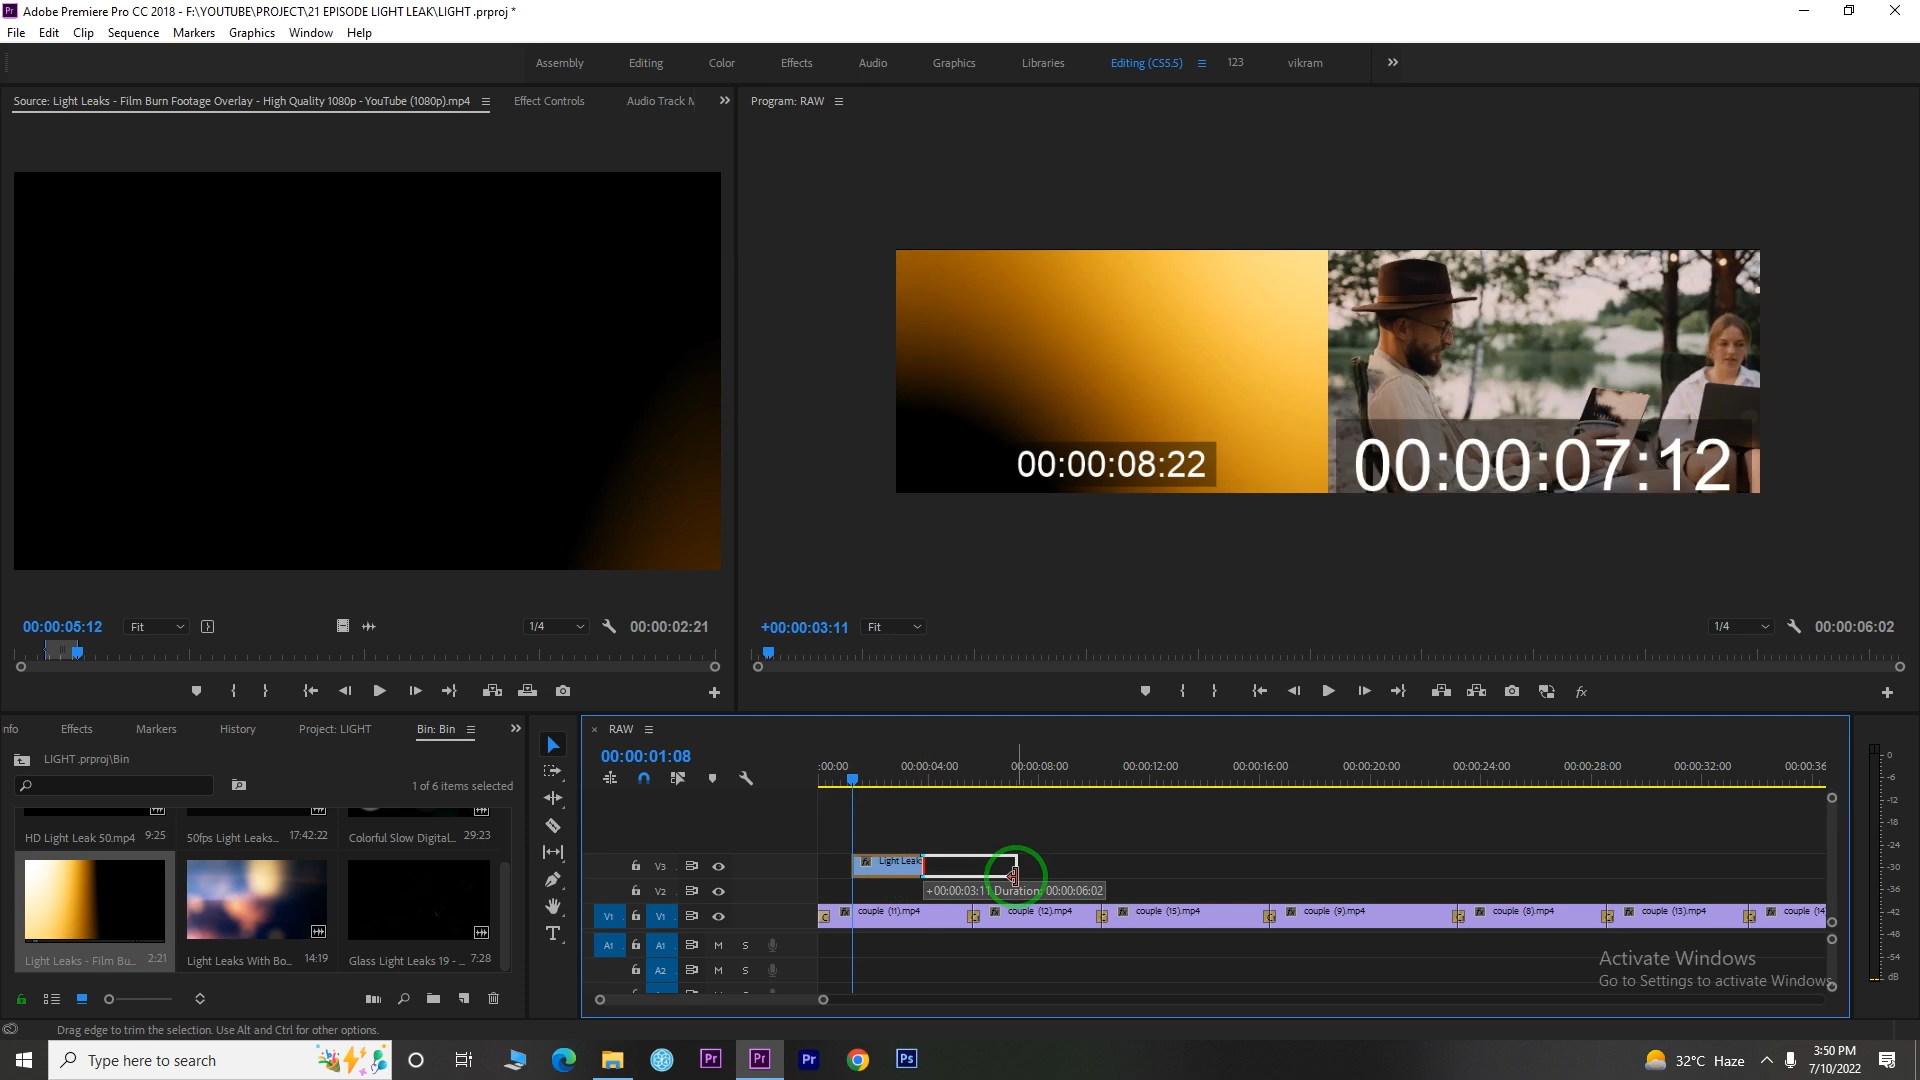 Adobe Premiere Pro CC 2018 - F:\YOUTUBE\PROJECT\21 EPISODE LIGHT LEAK\LIGHT .prproj *
File Edit Clip Sequence Markers Graphics Window Help
Assembly Editing Color Effects Audio Graphics Libraries Editing (CS5.5) 123 vikram
Source: Light Leaks - Film Burn Footage Overlay - High Quality 1080p - YouTube (1080p).mp4 Effect Controls Audio Track M
Program: RAW
00:00:08:22
00:00:07:12
00:00:05:12 Fit 1/4 00:00:02:21
+00:00:03:11 Fit 1/4 00:00:06:02
nfo Effects Markers History Project: LIGHT Bin: Bin
LIGHT .prproj\Bin
1 of 6 items selected
HD Light Leak 50.mp4 9:25
50fps Light Leaks... 17:42:22
Colorful Slow Digital... 29:23
Light Leaks - Film Bu... 2:21
Light Leaks With Bo... 14:19
Glass Light Leaks 19 - ... 7:28
RAW
00:00:01:08
:00:00 00:00:04:00 00:00:08:00 00:00:12:00 00:00:16:00 00:00:20:00 00:00:24:00 00:00:28:00 00:00:32:00 00:00:36
V3 Light Leak
V2 +00:00:03:11 Duration: 00:00:06:02
V1 V1 couple (11).mp4 couple (12).mp4 couple (15).mp4 couple (9).mp4 couple (8).mp4 couple (13).mp4 couple (14
A1 A1 M S
A2 M S
0
-6
-12
-18
-24
-30
-36
-42
-48
-54
dB
Activate Windows
Go to Settings to activate Windows.
Drag edge to trim the selection. Use Alt and Ctrl for other options.
Type here to search
32°C Haze
3:50 PM
7/10/2022